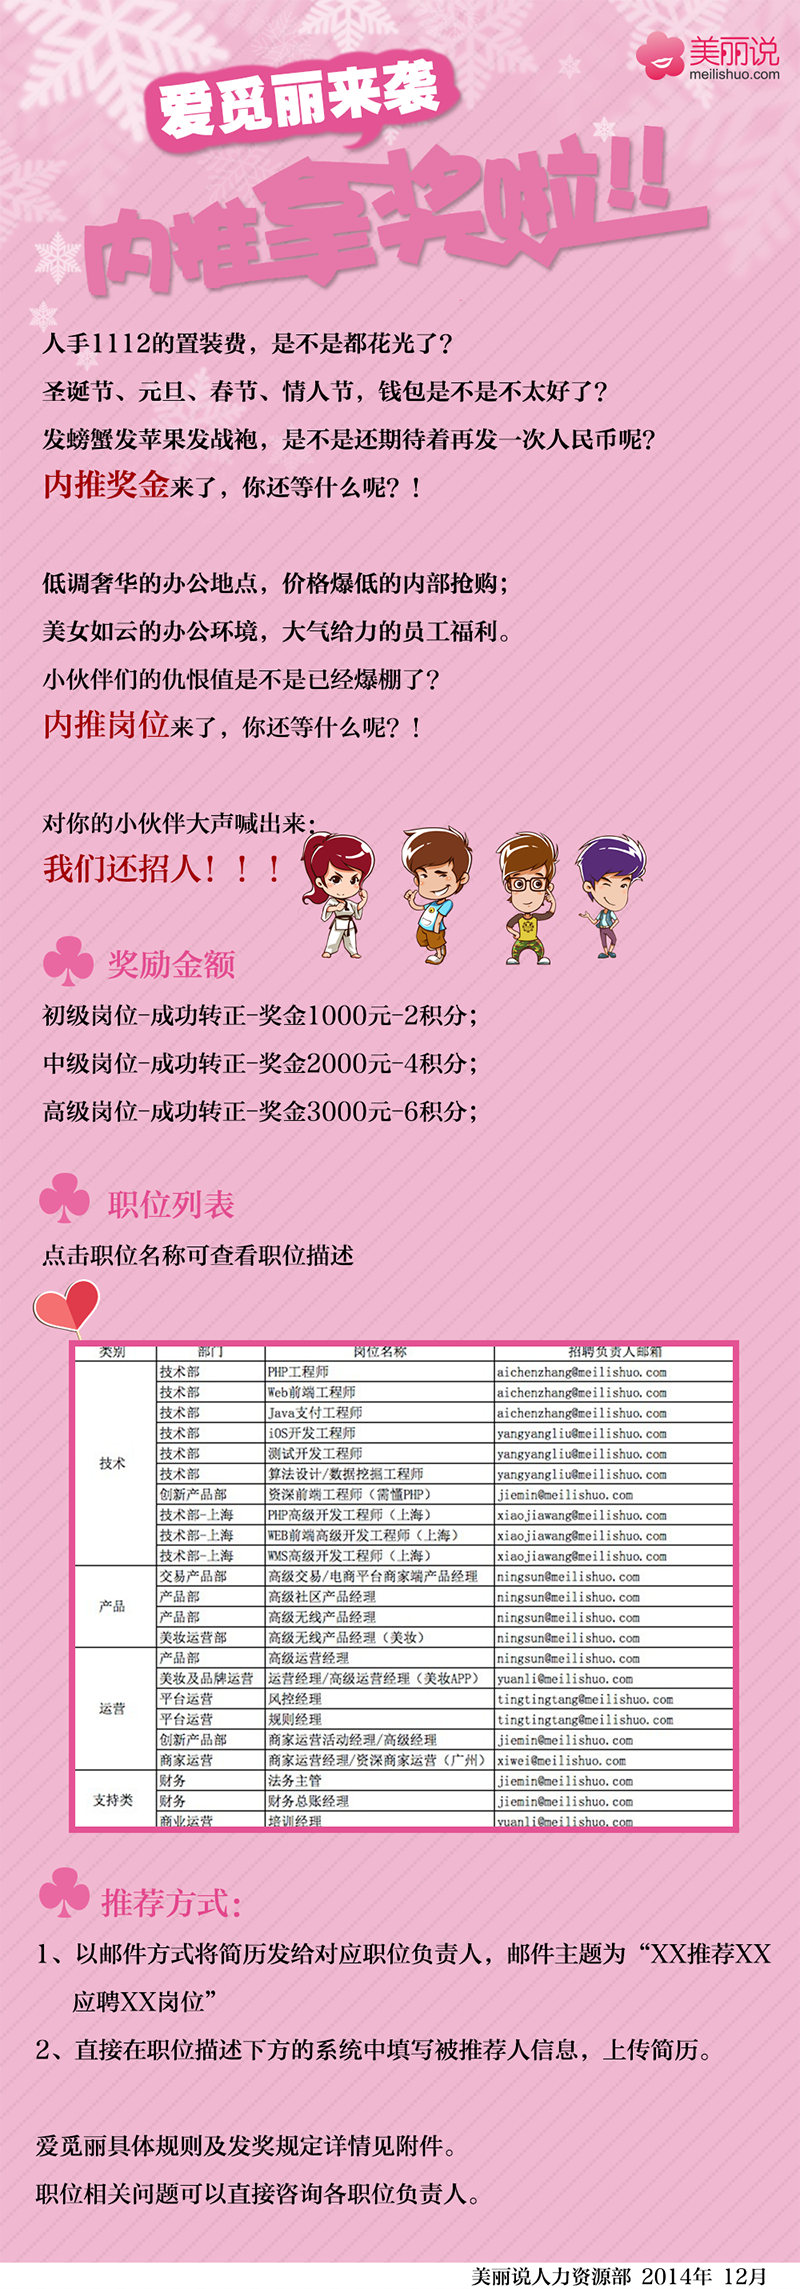 美丽说
meilishuo.com
爱觅丽来袭
内推拿奖啦!!
人手1112的置装费，是不是都花光了？
圣诞节、元旦、春节、情人节，钱包是不是不太好了？
发螃蟹发苹果发战袍，是不是还期待着再发一次人民币呢？
内推奖金来了，你还等什么呢？！
低调奢华的办公地点，价格爆低的内部抢购；
美女如云的办公环境，大气给力的员工福利。
小伙伴们的仇恨值是不是已经爆棚了？
内推岗位来了，你还等什么呢？！
对你的小伙伴大声喊出来：
我们还招人！！！
奖励金额
初级岗位-成功转正-奖金1000元-2积分；
中级岗位-成功转正-奖金2000元-4积分；
高级岗位-成功转正-奖金3000元-6积分；
职位列表
点击职位名称可查看职位描述
类别 部门 岗位名称 招聘负责人邮箱
技术
技术部 PHP工程师 aichenzhang@meilishuo.com
技术部 Web前端工程师 aichenzhang@meilishuo.com
技术部 Java支付工程师 aichenzhang@meilishuo.com
技术部 iOS开发工程师 yangyangliu@meilishuo.com
技术部 测试开发工程师 yangyangliu@meilishuo.com
技术部 算法设计/数据挖掘工程师 yangyangliu@meilishuo.com
创新产品部 资深前端工程师（需懂PHP） jiemin@meilishuo.com
技术部-上海 PHP高级开发工程师（上海） xiaojiawang@meilishuo.com
技术部-上海 WEB前端高级开发工程师（上海） xiaojiawang@meilishuo.com
技术部-上海 WMS高级开发工程师（上海） xiaojiawang@meilishuo.com
产品
交易产品部 高级交易/电商平台商家端产品经理 ningsun@meilishuo.com
产品部 高级社区产品经理 ningsun@meilishuo.com
产品部 高级无线产品经理 ningsun@meilishuo.com
美妆运营部 高级无线产品经理（美妆） ningsun@meilishuo.com
运营
产品部 高级运营经理 ningsun@meilishuo.com
美妆及品牌运营 运营经理/高级运营经理（美妆APP） yuanli@meilishuo.com
平台运营 风控经理 tingtingtang@meilishuo.com
平台运营 规则经理 tingtingtang@meilishuo.com
创新产品部 商家运营活动经理/高级经理 jiemin@meilishuo.com
商家运营 商家运营经理/资深商家运营（广州） xiwei@meilishuo.com
支持类
财务 法务主管 jiemin@meilishuo.com
财务 财务总账经理 jiemin@meilishuo.com
商业运营 培训经理 yuanli@meilishuo.com
推荐方式：
1、以邮件方式将简历发给对应职位负责人，邮件主题为“XX推荐XX
应聘XX岗位”
2、直接在职位描述下方的系统中填写被推荐人信息，上传简历。
爱觅丽具体规则及发奖规定详情见附件。
职位相关问题可以直接咨询各职位负责人。
美丽说人力资源部 2014年 12月